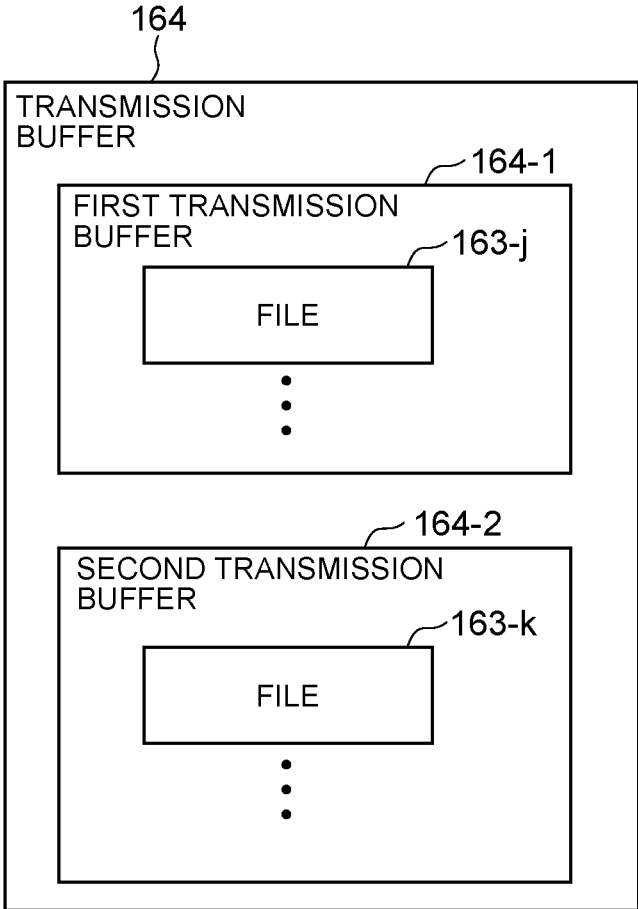 164
TRANSMISSION
BUFFER
164-1
FIRST TRANSMISSION
BUFFER
163-j
FILE
164-2
SECOND TRANSMISSION
BUFFER
163-k
FILE